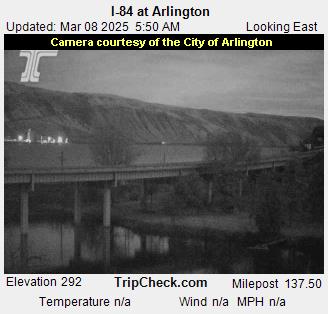 I-84 at Arlington
Updated: Mar 08 2025 5:50 AM Looking East
Camera courtesy of the City of Arlington
Elevation 292 TripCheck.com Milepost 137.50
Temperature n/a Wind n/a MPH n/a